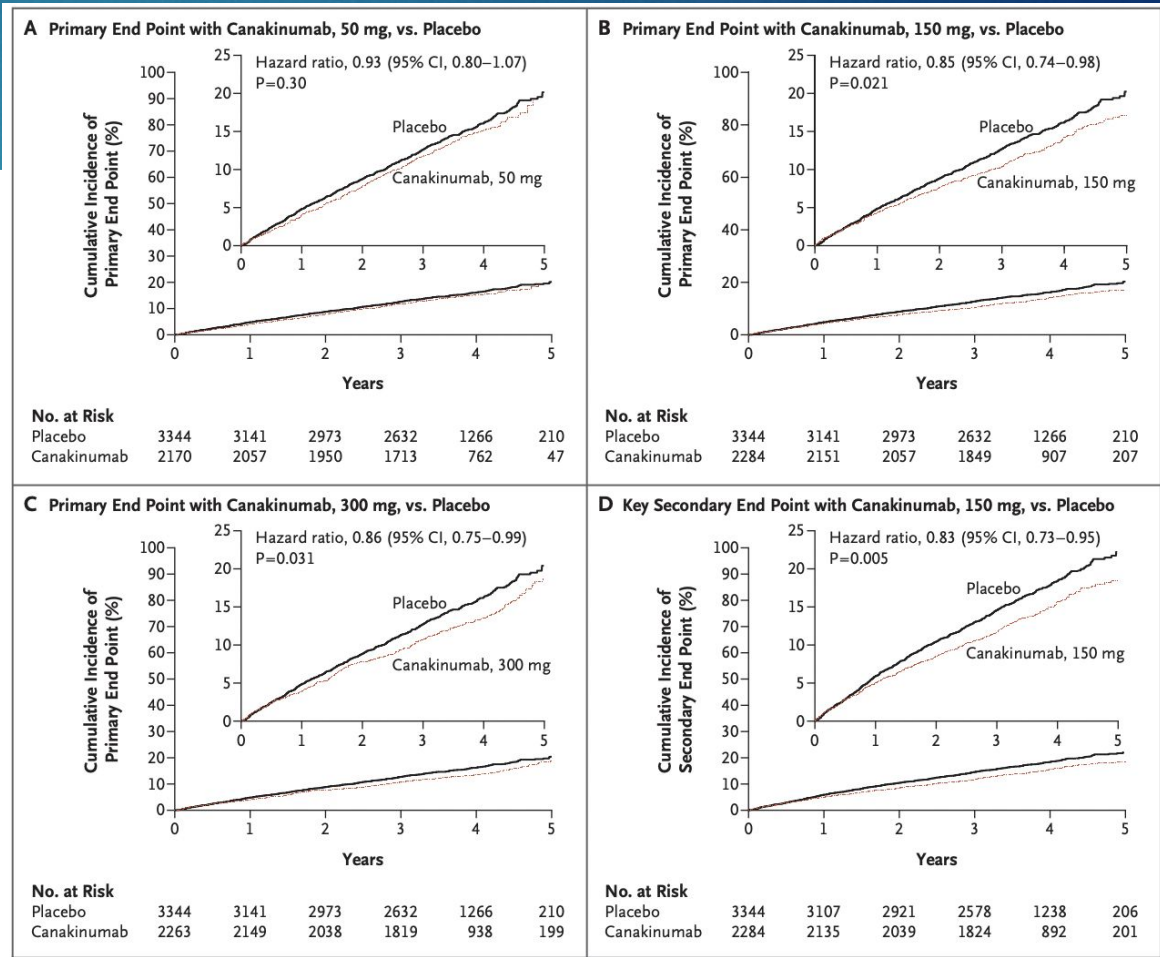 A Primary End Point with Canakinumab, 50 mg, vs. Placebo
Cumulative Incidence of
Primary End Point (%)
100
90
80
70
60
50
40
30
20
10
0
25
20
15
10
5
0
Hazard ratio, 0.93 (95% CI, 0.80–1.07)
P=0.30
Placebo
Canakinumab, 50 mg
0 1 2 3 4 5
0 1 2 3 4 5
Years
No. at Risk
Placebo 3344 3141 2973 2632 1266 210
Canakinumab 2170 2057 1950 1713 762 47
B Primary End Point with Canakinumab, 150 mg, vs. Placebo
Cumulative Incidence of
Primary End Point (%)
100
80
60
40
20
0
25
20
15
10
5
0
Hazard ratio, 0.85 (95% CI, 0.74–0.98)
P=0.021
Placebo
Canakinumab, 150 mg
0 1 2 3 4 5
0 1 2 3 4 5
Years
No. at Risk
Placebo 3344 3141 2973 2632 1266 210
Canakinumab 2284 2151 2057 1849 907 207
C Primary End Point with Canakinumab, 300 mg, vs. Placebo
Cumulative Incidence of
Primary End Point (%)
100
90
80
70
60
50
40
30
20
10
0
25
20
15
10
5
0
Hazard ratio, 0.86 (95% CI, 0.75–0.99)
P=0.031
Placebo
Canakinumab, 300 mg
0 1 2 3 4 5
0 1 2 3 4 5
Years
No. at Risk
Placebo 3344 3141 2973 2632 1266 210
Canakinumab 2263 2149 2038 1819 938 199
D Key Secondary End Point with Canakinumab, 150 mg, vs. Placebo
Cumulative Incidence of
Secondary End Point (%)
100
90
80
70
60
50
40
30
20
10
0
25
20
15
10
5
0
Hazard ratio, 0.83 (95% CI, 0.73–0.95)
P=0.005
Placebo
Canakinumab, 150 mg
0 1 2 3 4 5
0 1 2 3 4 5
Years
No. at Risk
Placebo 3344 3107 2921 2578 1238 206
Canakinumab 2284 2135 2039 1824 892 201